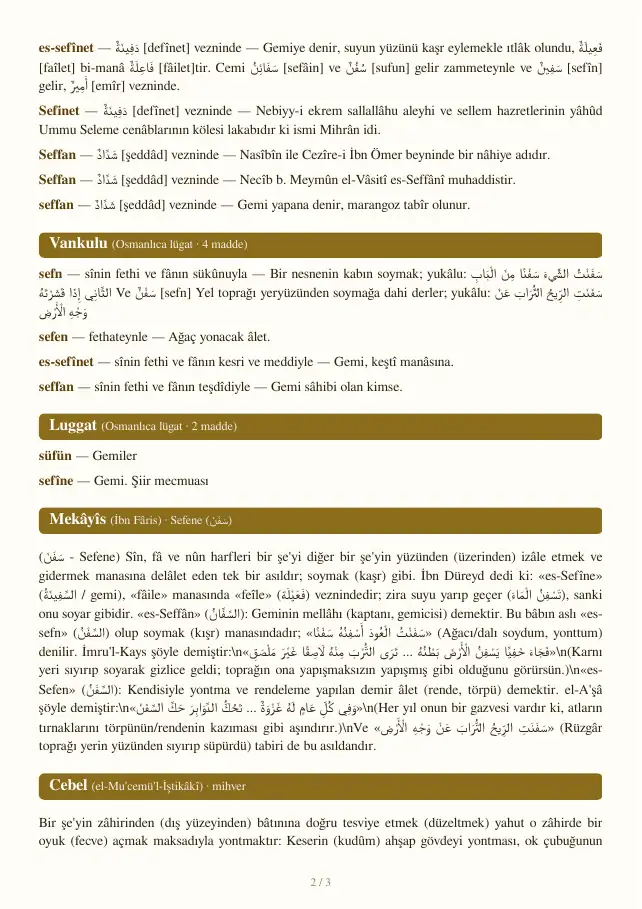 es-sefînet — دَفِينَةٌ [defînet] vezninde — Gemiye denir, suyun yüzünü kaşr eylemekle ıtlâk olundu, فَعِيلَةٌ
[faîlet] bi-manâ فَاعِلَةٌ [fâilet]tir. Cemi سَفَائِنُ [sefâin] ve سُفُنٌ [sufun] gelir zammeteynle ve سَفِينٌ [sefîn]
gelir, أَمِيرٌ [emîr] vezninde.
Sefinet — دَفِينَةٌ [defînet] vezninde — Nebiyy-i ekrem sallallâhu aleyhi ve sellem hazretlerinin yâhûd
Ummu Seleme cenâblarının kölesi lakabıdır ki ismi Mihrân idi.
Seffan — شَدَّادٌ [şeddâd] vezninde — Nasîbîn ile Cezîre-i İbn Ömer beyninde bir nâhiye adıdır.
Seffan — شَدَّادٌ [şeddâd] vezninde — Necîb b. Meymûn el-Vâsitî es-Seffânî muhaddistir.
seffan — شَدَّادٌ [şeddâd] vezninde — Gemi yapana denir, marangoz tabîr olunur.
Vankulu (Osmanlıca lügat · 4 madde)
sefn — sînin fethi ve fânın sükûnuyla — Bir nesnenin kabın soymak; yukâlu: سَفَنْتُ الشَّيْءَ سَفْنًا مِنَ الْبَابِ
الثَّانِي إِذَا قَشَرْتَهُ Ve سَفْنٌ [sefn] Yel toprağı yeryüzünden soymağa dahi derler; yukâlu: سَفَنَتِ الرِّيحُ التُّرَابَ عَنْ
وَجْهِ الْأَرْضِ
sefen — fethateynle — Ağaç yonacak âlet.
es-sefînet — sînin fethi ve fânın kesri ve meddiyle — Gemi, keştî manâsına.
seffan — sînin fethi ve fânın teşdîdiyle — Gemi sâhibi olan kimse.
Luggat (Osmanlıca lügat · 2 madde)
süfün — Gemiler
sefîne — Gemi. Şiir mecmuası
Mekâyîs (İbn Fâris) · Sefene (سَفَنَ)
(سَفَنَ - Sefene) Sîn, fâ ve nûn harfleri bir şe'yi diğer bir şe'yin yüzünden (üzerinden) izâle etmek ve
gidermek manasına delâlet eden tek bir asıldır; soymak (kaşr) gibi. İbn Düreyd dedi ki: «es-Sefîne»
(السَّفِينَةُ / gemi), «fâile» manasında «feîle» (فَعِيلَةٌ) veznindedir; zira suyu yarıp geçer (تَسْفِنُ الْمَاءَ), sanki
onu soyar gibidir. «es-Seffân» (السَّفَّانُ): Geminin mellâhı (kaptanı, gemicisi) demektir. Bu bâbın aslı «es-
sefn» (السَّفْنُ) olup soymak (kışr) manasındadır; «سَفَنْتُ الْعُودَ أَسْفِنُهُ سَفْنًا» (Ağacı/dalı soydum, yonttum)
denilir. İmru'l-Kays şöyle demiştir:\n«فَجَاءَ خَفِيًّا يَسْفِنُ الْأَرْضَ بَطْنُهُ ... تَرَى التُّرْبَ مِنْهُ لَاصِقًا غَيْرَ مَلْصَقِ»\n(Karnı
yeri sıyırıp soyarak gizlice geldi; toprağın ona yapışmaksızın yapışmış gibi olduğunu görürsün.)\n«es-
Sefen» (السَّفَنُ): Kendisiyle yontma ve rendeleme yapılan demir âlet (rende, törpü) demektir. el-A'şâ
şöyle demiştir:\n«وَفِي كُلِّ عَامٍ لَهُ غَزْوَةٌ ... تَحُكُّ الدَّوَابِرَ حَكَّ السَّفَنْ»\n(Her yıl onun bir gazvesi vardır ki, atların
tırnaklarını törpünün/rendenin kazıması gibi aşındırır.)\nVe «سَفَنَتِ الرِّيحُ التُّرَابَ عَنْ وَجْهِ الْأَرْضِ» (Rüzgâr
toprağı yerin yüzünden sıyırıp süpürdü) tabiri de bu asıldandır.
Cebel (el-Mu'cemü'l-İştikâkî) · mihver
Bir şe'yin zâhirinden (dış yüzeyinden) bâtınına doğru tesviye etmek (düzeltmek) yahut o zâhirde bir
oyuk (fecve) açmak maksadıyla yontmaktır: Keserin (kudûm) ahşap gövdeyi yontması, ok çubuğunun
2 / 3